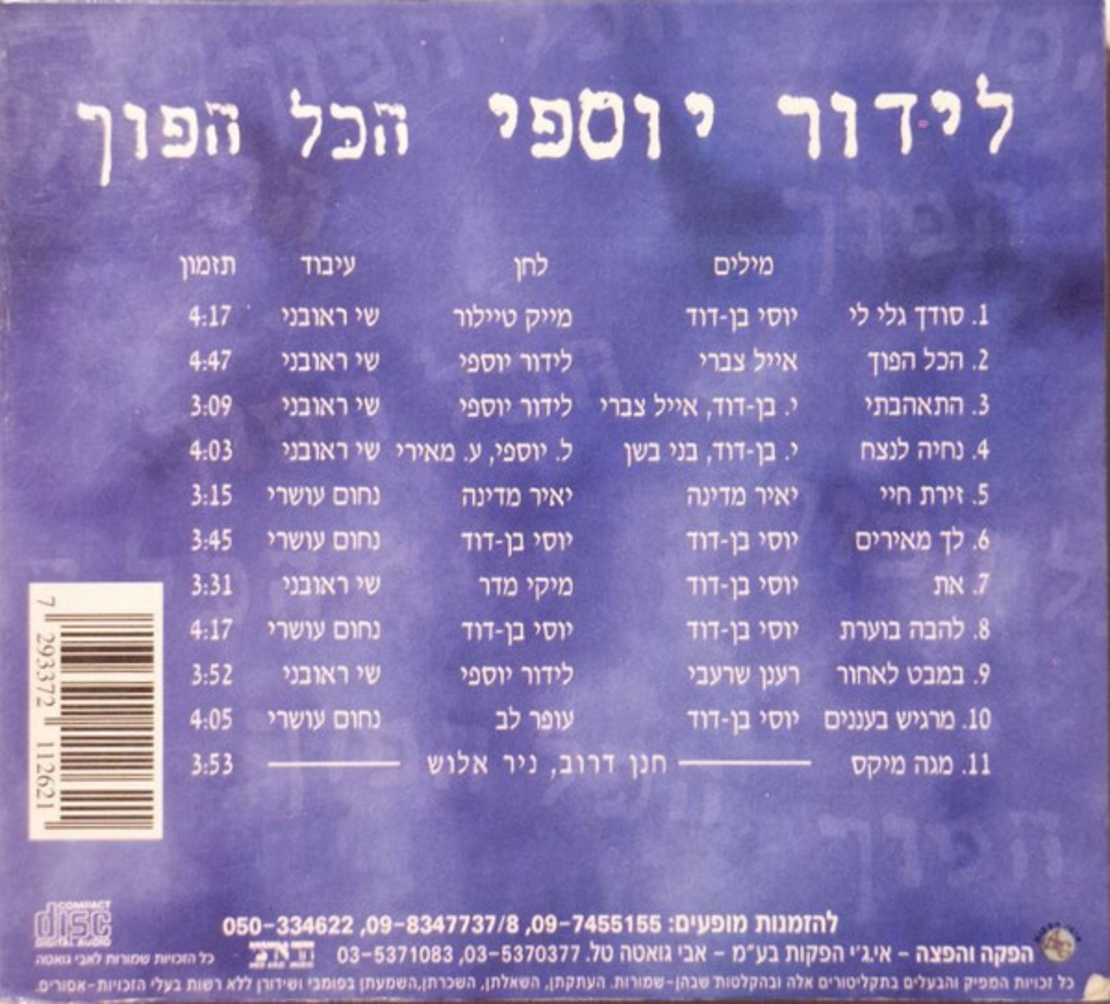 לידור יוספי הכל הפוך
מילים לחן עיבוד תזמון
1. סודך גלי לי יוסי בן-דוד מייק טיילור שי ראובני 4:17
2. הכל הפוך אייל צברי לידור יוספי שי ראובני 4:47
3. התאהבתי י. בן-דוד, אייל צברי לידור יוספי שי ראובני 3:09
4. נחיה לנצח י. בן-דוד, בני בשן ל. יוספי, ע. מאירי שי ראובני 4:03
5. זירת חיי יאיר מדינה יאיר מדינה נחום עושרי 3:15
6. לך מאירים יוסי בן-דוד יוסי בן-דוד נחום עושרי 3:45
7. את יוסי בן-דוד מיקי מדר שי ראובני 3:31
8. להבה בוערת יוסי בן-דוד יוסי בן-דוד נחום עושרי 4:17
9. במבט לאחור רענן שרעבי לידור יוספי שי ראובני 3:52
10. מרגיש בעננים יוסי בן-דוד עופר לב נחום עושרי 4:05
11. מגה מיקס חנן דרוב, ניר אלוש 3:53
7 293372 112621
להזמנות מופעים: 09-7455155, 09-8347737/8, 050-334622
הפקה והפצה - אי.ג'י הפקות בע"מ - אבי גואטה טל. 03-5370377, 03-5371083
COMPACT
disc
DIGITAL AUDIO
כל הזכויות שמורות לאבי גואטה
כל זכויות המפיק והבעלים בתקליטורים אלה ובהקלטות שבהן-שמורות. העתקתן, השאלתן, השכרתן,השמעתן בפומבי ושידורן ללא רשות בעלי הזכויות-אסורים.